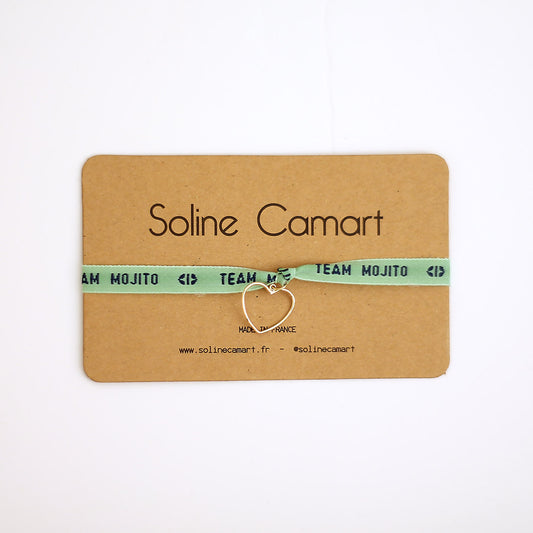 Soline Camart
AM MOJITO TEAM M TEAM MOJITO
MADE IN FRANCE
www.solinecamart.fr - @solinecamart